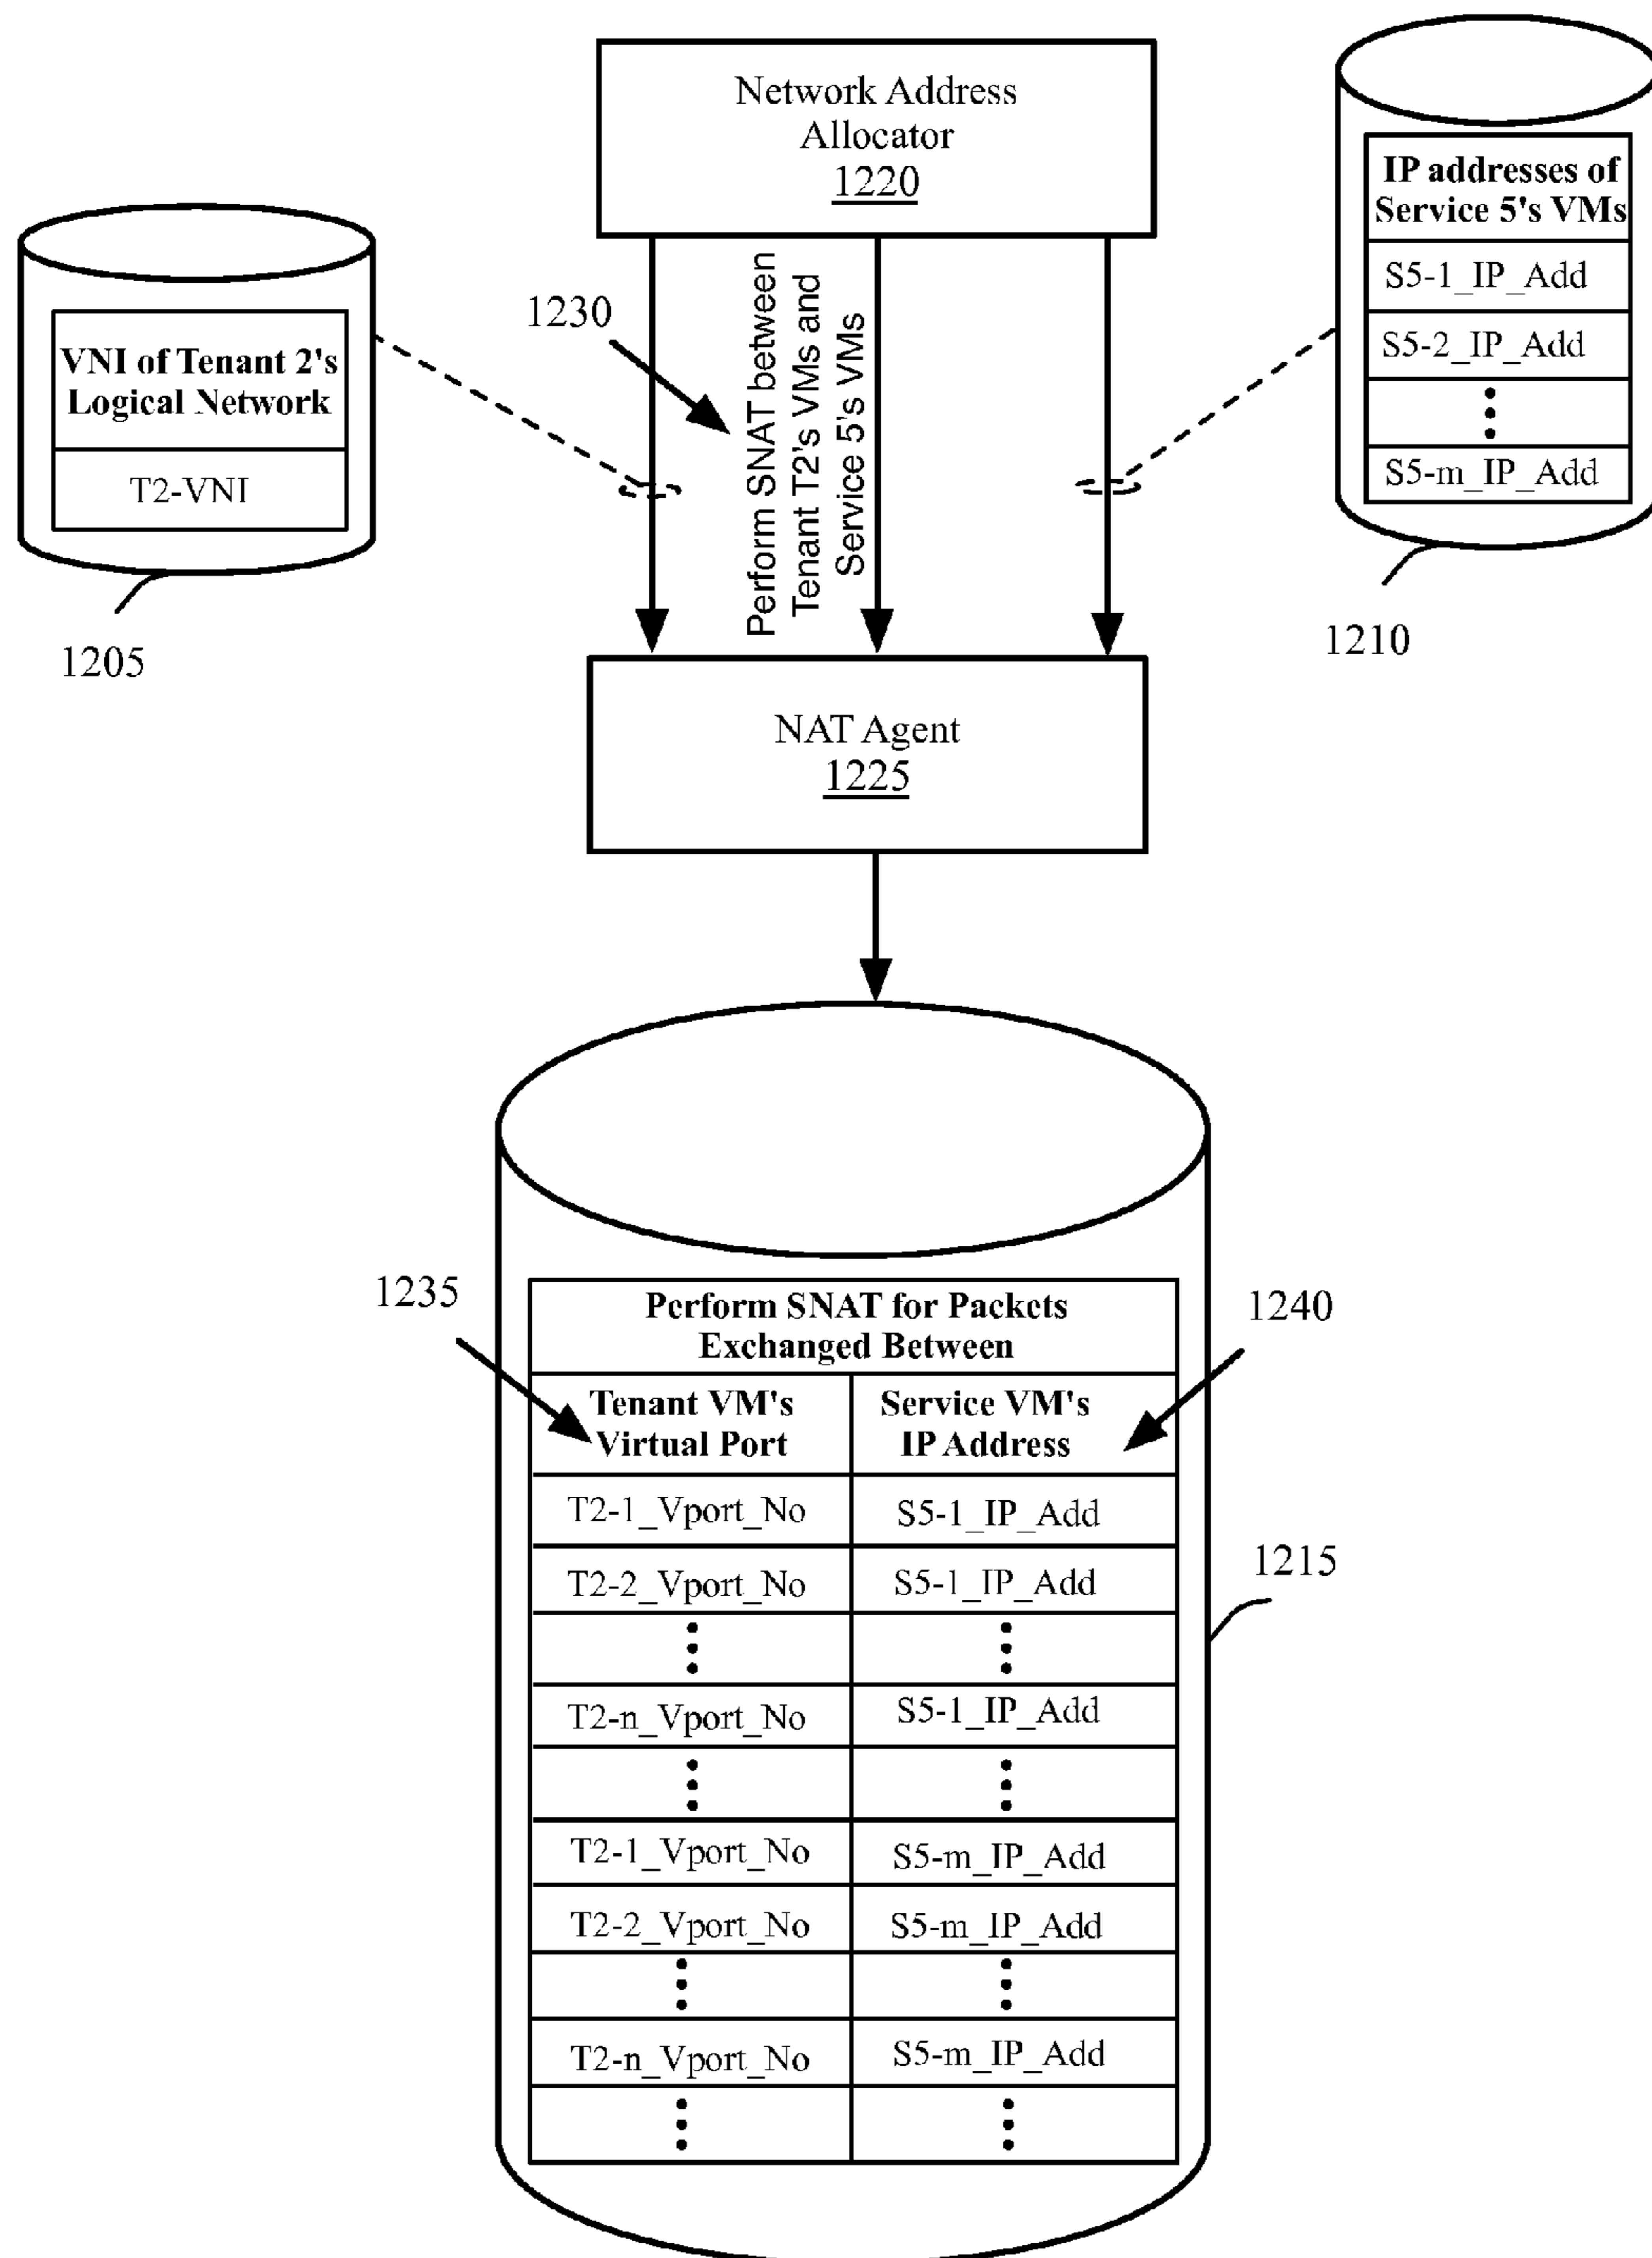 Network Address
Allocator
1220
IP addresses of
Service 5's VMs
S5-1_IP_Add
S5-2_IP_Add
S5-m_IP_Add
1210
VNI of Tenant 2's
Logical Network
T2-VNI
1205
1230
Perform SNAT between
Tenant T2's VMs and
Service 5's VMs
NAT Agent
1225
1235
1240
Perform SNAT for Packets
Exchanged Between
Tenant VM's
Virtual Port
Service VM's
IP Address
T2-1_Vport_No S5-1_IP_Add
T2-2_Vport_No S5-1_IP_Add
T2-n_Vport_No S5-1_IP_Add
T2-1_Vport_No S5-m_IP_Add
T2-2_Vport_No S5-m_IP_Add
T2-n_Vport_No S5-m_IP_Add
1215